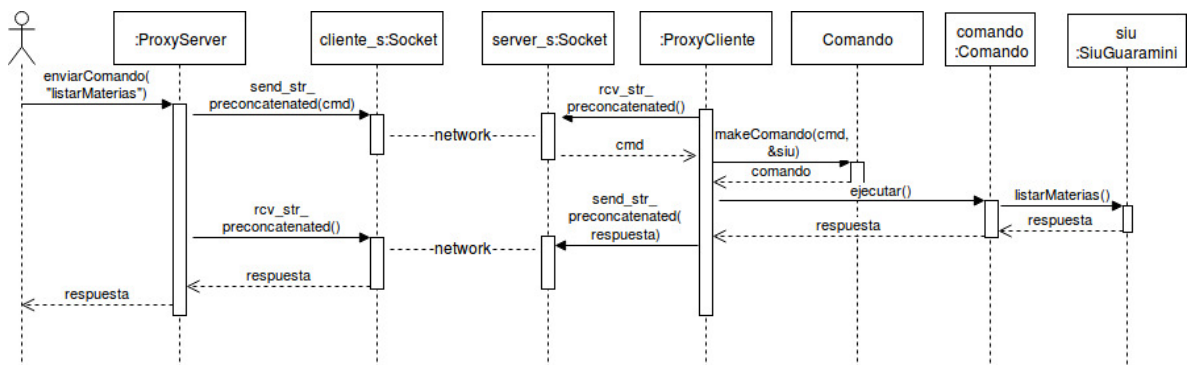 :ProxyServer
cliente_s:Socket
server_s:Socket
:ProxyCliente
Comando
comando
:Comando
siu
:SiuGuaramini
enviarComando(
"listarMaterias")
send_str_
preconcatenated(cmd)
rcv_str_
preconcatenated()
network
cmd
makeComando(cmd,
&siu)
comando
ejecutar()
listarMaterias()
respuesta
respuesta
send_str_
preconcatenated(
respuesta)
rcv_str_
preconcatenated()
network
respuesta
respuesta